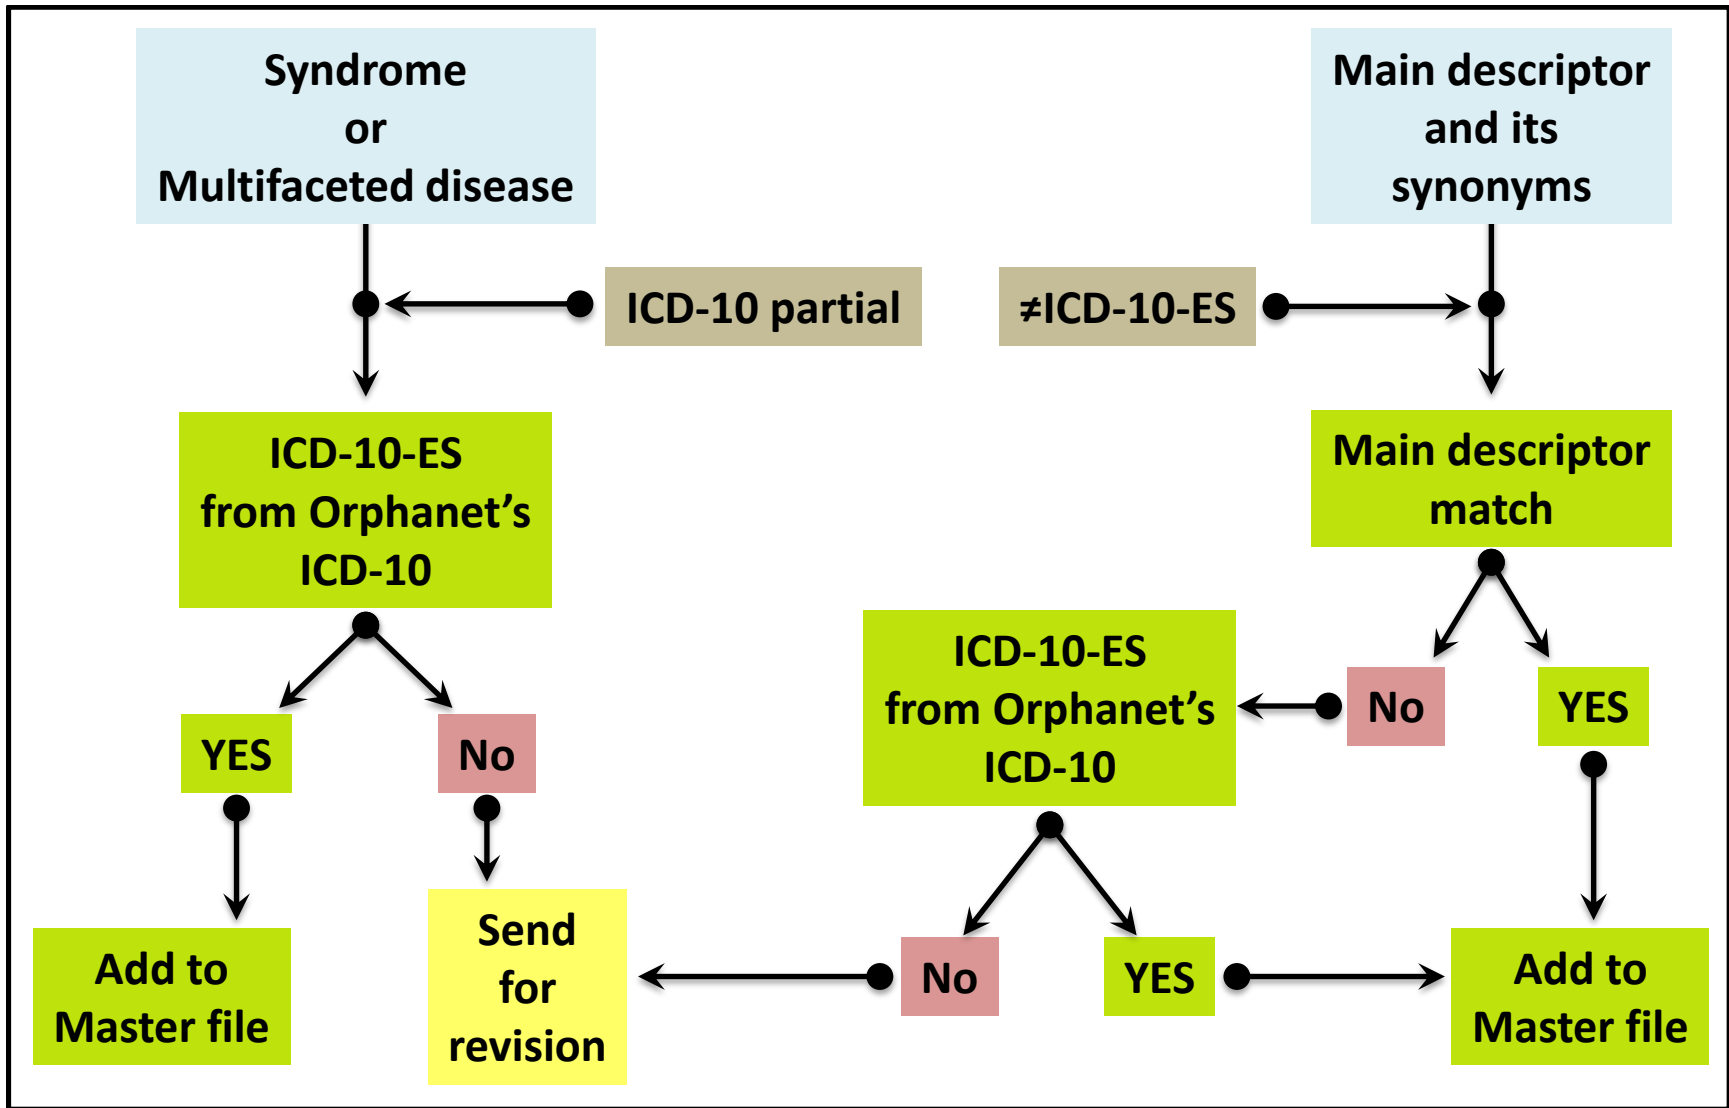 Syndrome
or
Multifaceted disease
Main descriptor
and its
synonyms
ICD-10 partial
≠ICD-10-ES
ICD-10-ES
from Orphanet’s
ICD-10
Main descriptor
match
ICD-10-ES
from Orphanet’s
ICD-10
No
YES
YES
No
Send
for
revision
No
YES
Add to
Master file
Add to
Master file